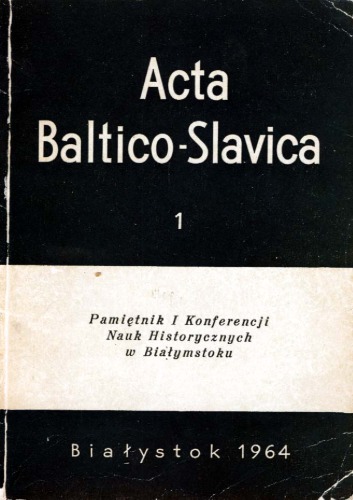 Acta
Baltico-Slavica
1
Pamiętnik I Konferencji
Nauk Historycznych
w Białymstoku
Białystok 1964